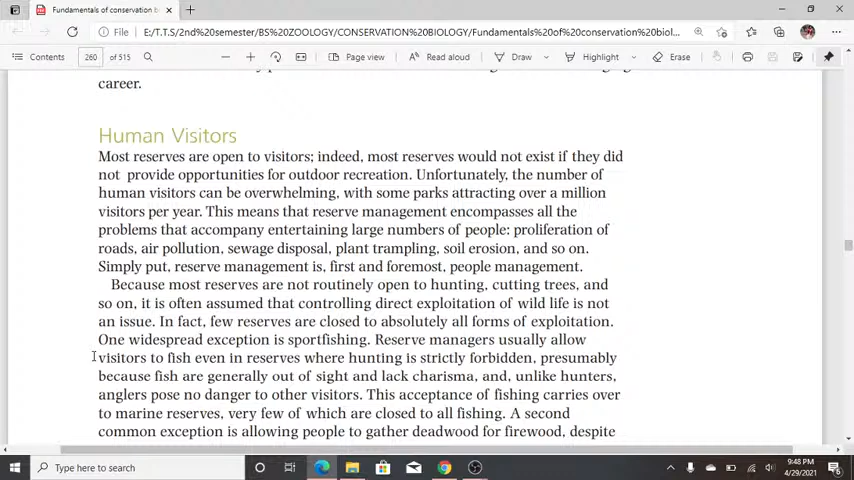 Fundamentals of conservation b
E:/T.T.S/2nd%20semester/BS%20ZOOLOGY/CONSERVATION%20BIOLOGY/Fundamentals%20of%20conservation%20biol...
Contents 260 of 515 Page view Read aloud Draw Highlight Erase
career.
Human Visitors
Most reserves are open to visitors; indeed, most reserves would not exist if they did
not provide opportunities for outdoor recreation. Unfortunately, the number of
human visitors can be overwhelming, with some parks attracting over a million
visitors per year. This means that reserve management encompasses all the
problems that accompany entertaining large numbers of people: proliferation of
roads, air pollution, sewage disposal, plant trampling, soil erosion, and so on.
Simply put, reserve management is, first and foremost, people management.
Because most reserves are not routinely open to hunting, cutting trees, and
so on, it is often assumed that controlling direct exploitation of wild life is not
an issue. In fact, few reserves are closed to absolutely all forms of exploitation.
One widespread exception is sportfishing. Reserve managers usually allow
visitors to fish even in reserves where hunting is strictly forbidden, presumably
because fish are generally out of sight and lack charisma, and, unlike hunters,
anglers pose no danger to other visitors. This acceptance of fishing carries over
to marine reserves, very few of which are closed to all fishing. A second
common exception is allowing people to gather deadwood for firewood, despite
Type here to search
9:48 PM
4/29/2021